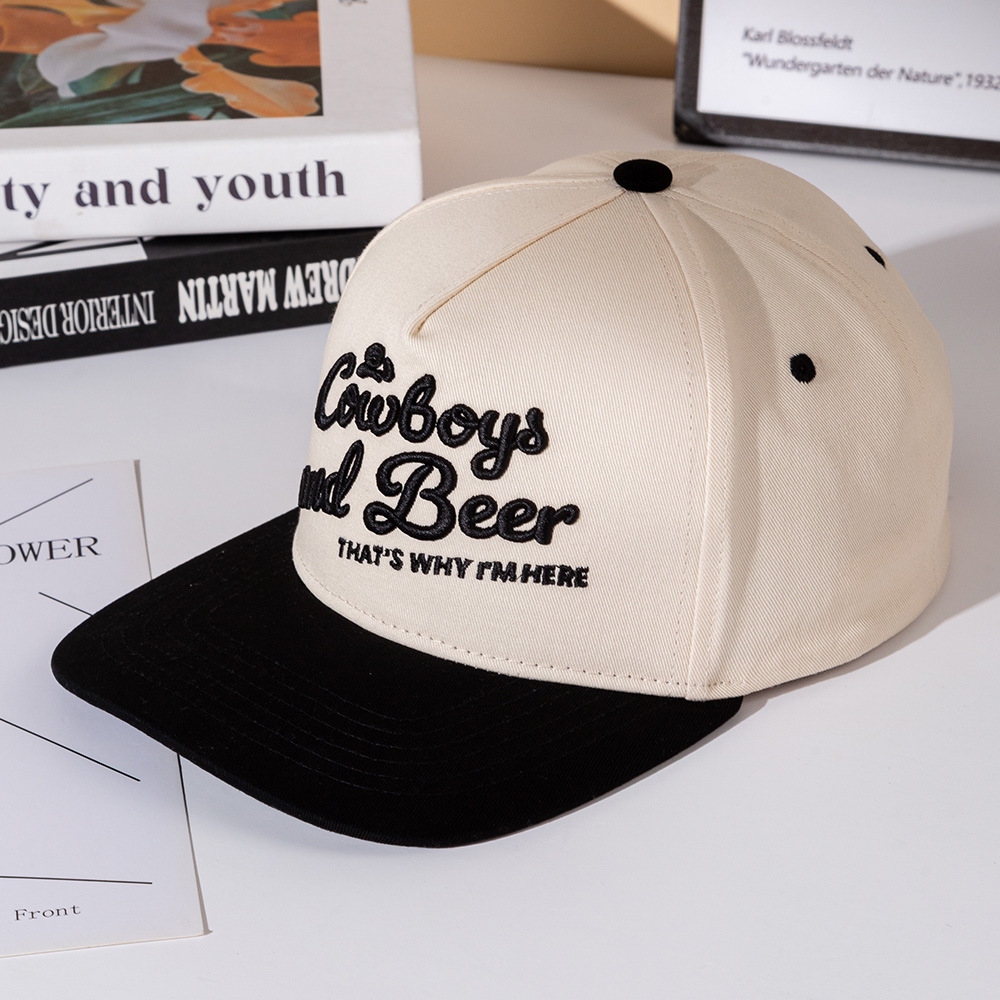 Karl Blossfeldt
"Wundergarten der Nature",1932
ty and youth
INTERIOR DESIG
DREW MARTIN
Cowboys
and Beer
THAT'S WHY I'M HERE
OWER
Front